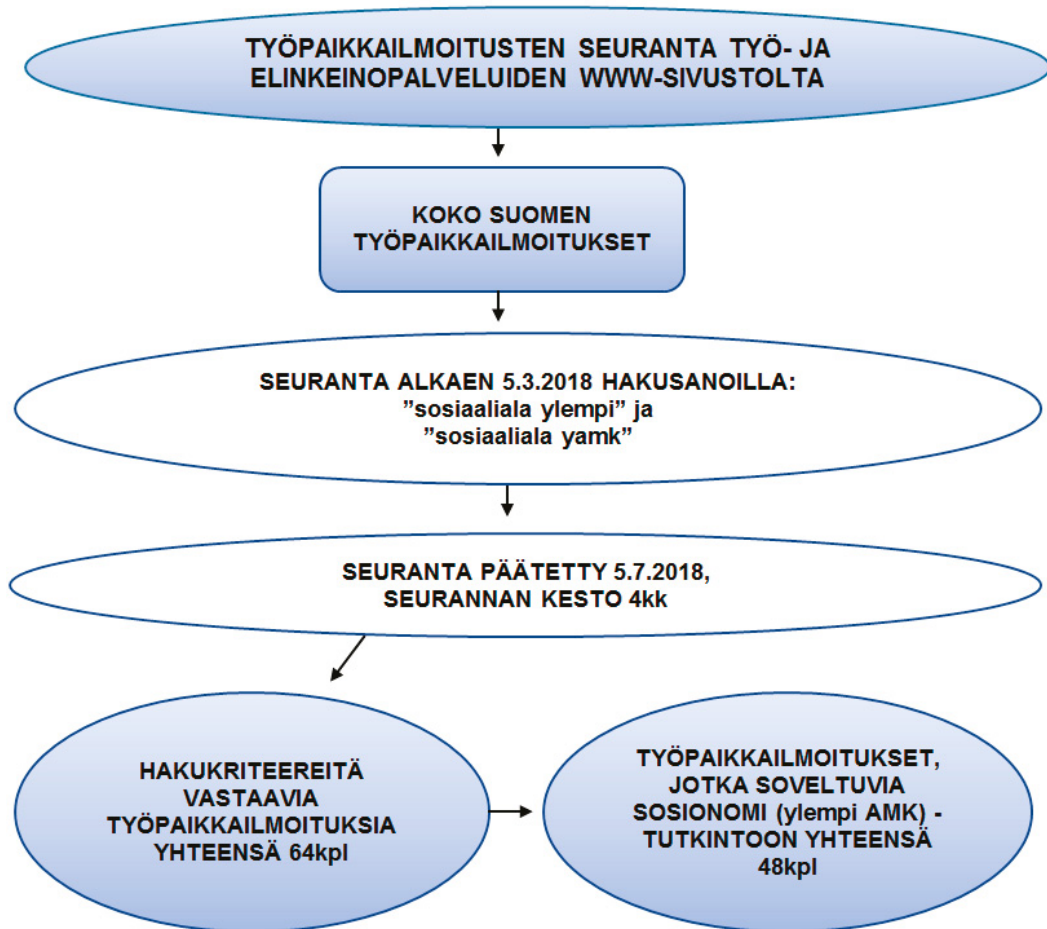 TYÖPAIKKAILMOITUSTEN SEURANTA TYÖ- JA
ELINKEINOPALVELUIDEN WWW-SIVUSTOLTA
KOKO SUOMEN
TYÖPAIKKAILMOITUKSET
SEURANTA ALKAEN 5.3.2018 HAKUSANOILLA:
”sosiaaliala ylempi” ja
”sosiaaliala yamk”
SEURANTA PÄÄTETTY 5.7.2018,
SEURANNAN KESTO 4kk
HAKUKRITEEREITÄ
VASTAAVIA
TYÖPAIKKAILMOITUKSIA
YHTEENSÄ 64kpl
TYÖPAIKKAILMOITUKSET,
JOTKA SOVELTUVIA
SOSIONOMI (ylempi AMK) -
TUTKINTOON YHTEENSÄ
48kpl